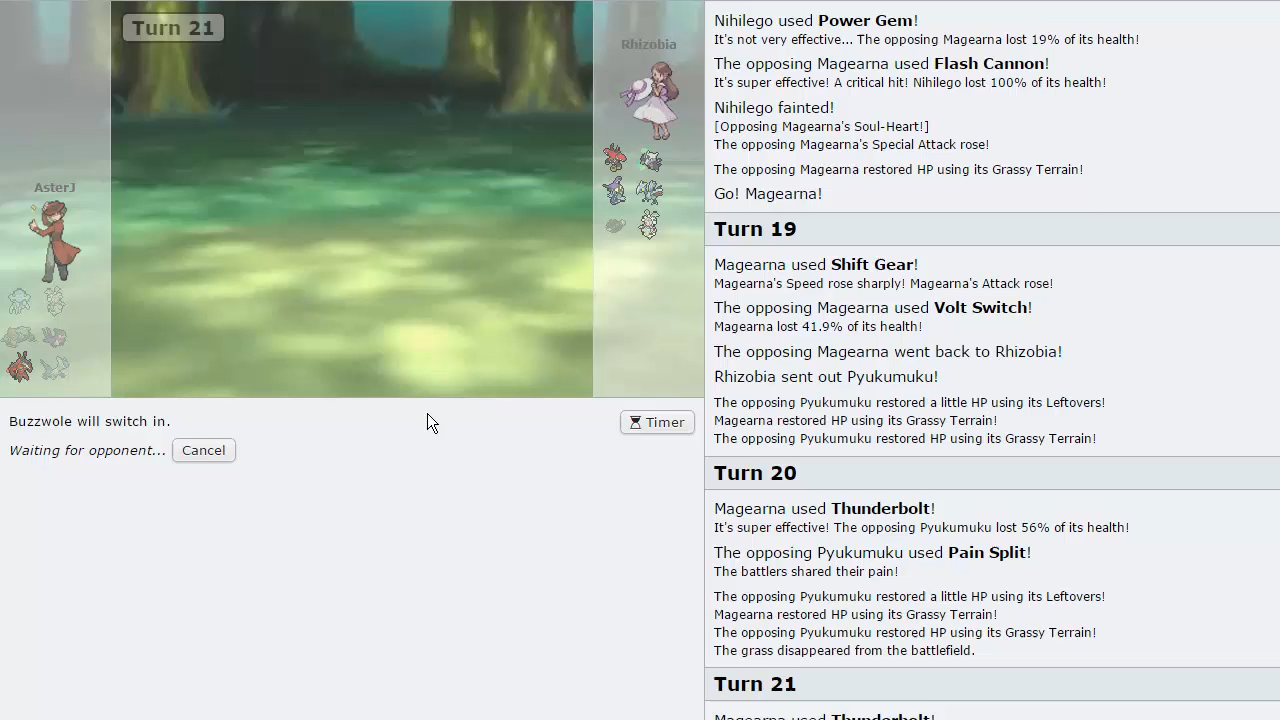 Turn 21
Rhizobia
AsterJ
Buzzwole will switch in.
Timer
Waiting for opponent...
Cancel
Nihilego used Power Gem!
It's not very effective... The opposing Magearna lost 19% of its health!
The opposing Magearna used Flash Cannon!
It's super effective! A critical hit! Nihilego lost 100% of its health!
Nihilego fainted!
[Opposing Magearna's Soul-Heart!]
The opposing Magearna's Special Attack rose!
The opposing Magearna restored HP using its Grassy Terrain!
Go! Magearna!
Turn 19
Magearna used Shift Gear!
Magearna's Speed rose sharply! Magearna's Attack rose!
The opposing Magearna used Volt Switch!
Magearna lost 41.9% of its health!
The opposing Magearna went back to Rhizobia!
Rhizobia sent out Pyukumuku!
The opposing Pyukumuku restored a little HP using its Leftovers!
Magearna restored HP using its Grassy Terrain!
The opposing Pyukumuku restored HP using its Grassy Terrain!
Turn 20
Magearna used Thunderbolt!
It's super effective! The opposing Pyukumuku lost 56% of its health!
The opposing Pyukumuku used Pain Split!
The battlers shared their pain!
The opposing Pyukumuku restored a little HP using its Leftovers!
Magearna restored HP using its Grassy Terrain!
The opposing Pyukumuku restored HP using its Grassy Terrain!
The grass disappeared from the battlefield.
Turn 21
Magearna used Thunderbolt!